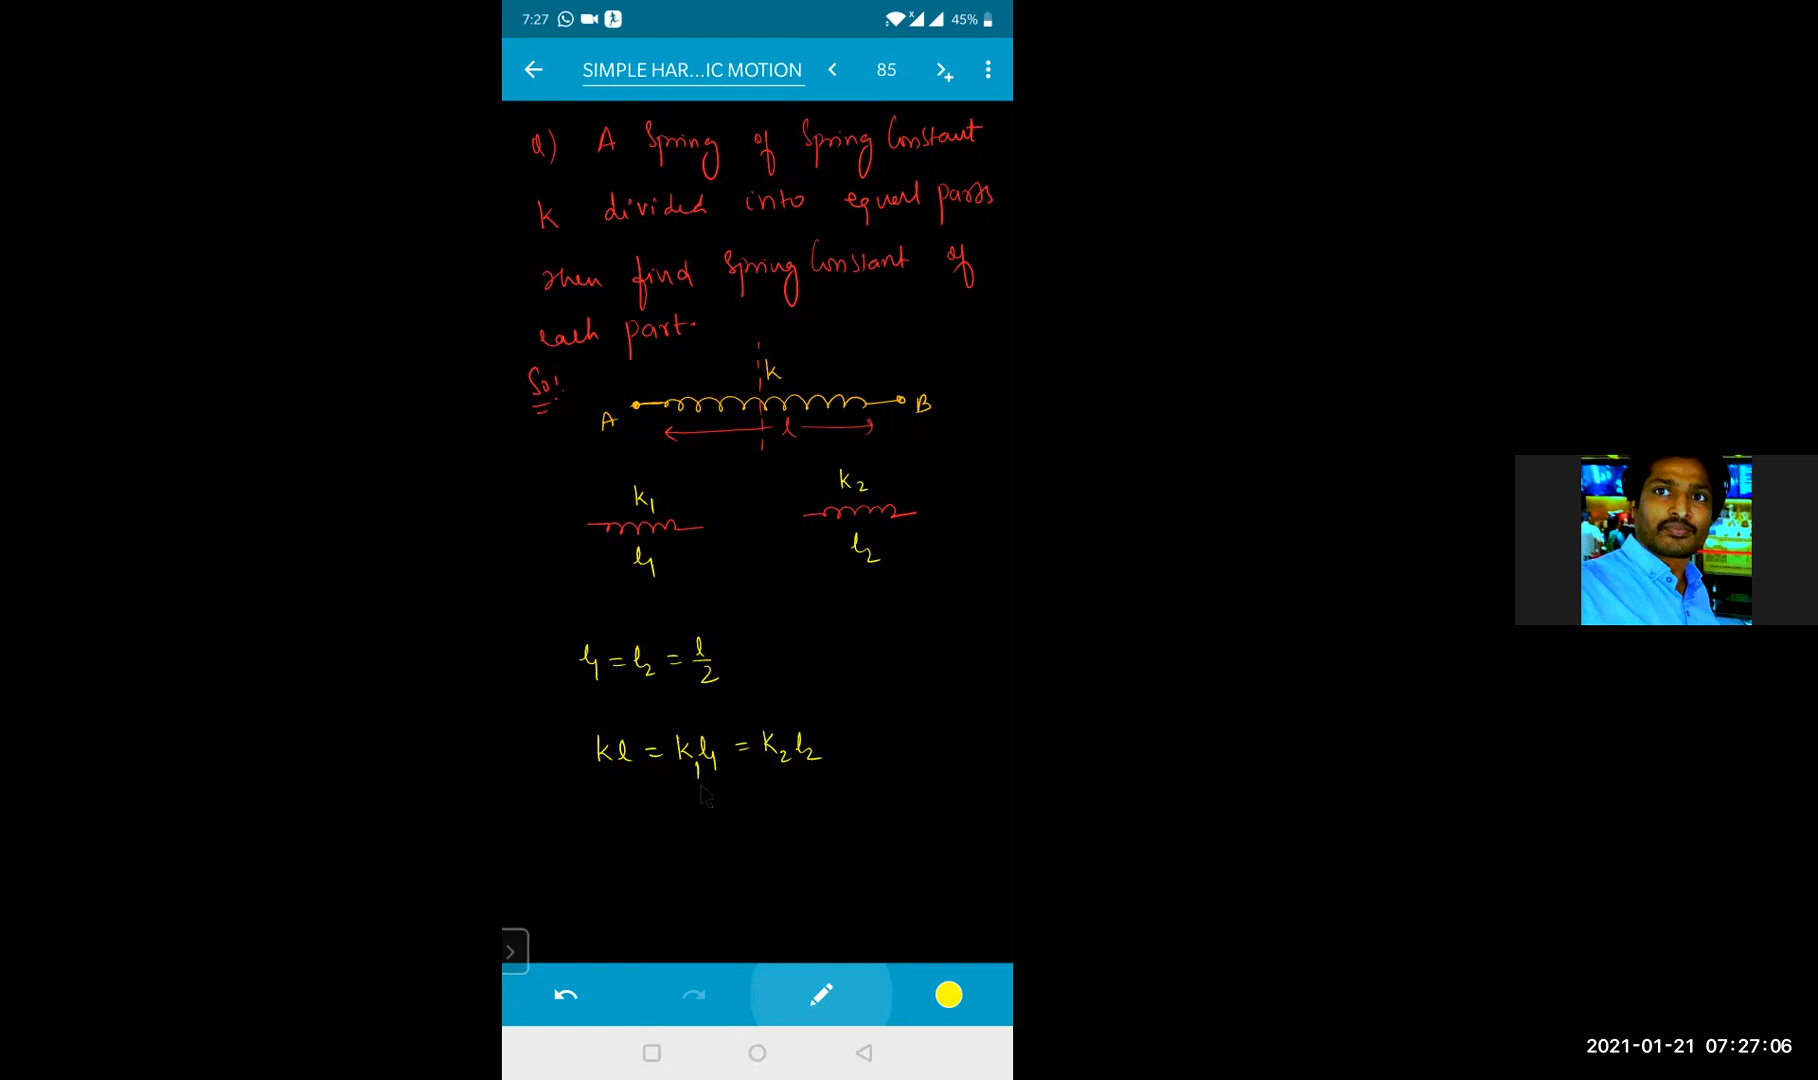 7:27
45%
SIMPLE HAR...IC MOTION
85
Q) A Spring of Spring Constant
K divided into equal parts
then find Spring Constant of
each part.
Sol:
K
A
B
l
K1
K2
l1
l2
l1 = l2 = l/2
Kl = K1l1 = K2l2
2021-01-21 07:27:06